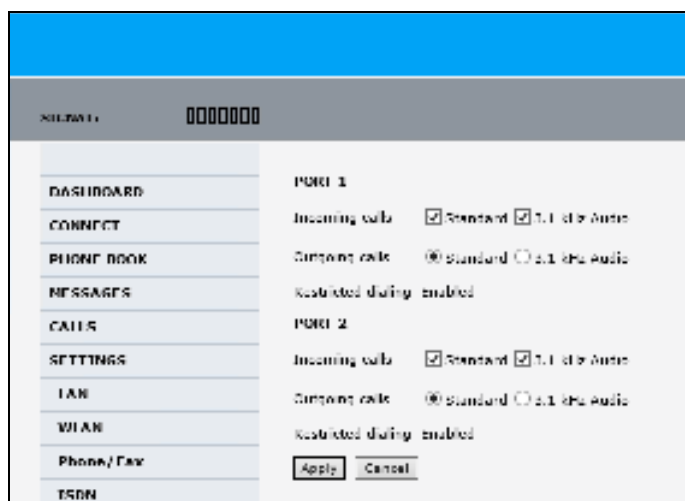 SIGNAL:
DASHBOARD
CONNECT
PHONE BOOK
MESSAGES
CALLS
SETTINGS
LAN
WLAN
Phone/Fax
ISDN
PORT 1
Incoming calls Standard 3.1 kHz Audio
Outgoing calls Standard 3.1 kHz Audio
Restricted dialing Enabled
PORT 2
Incoming calls Standard 3.1 kHz Audio
Outgoing calls Standard 3.1 kHz Audio
Restricted dialing Enabled
Apply Cancel